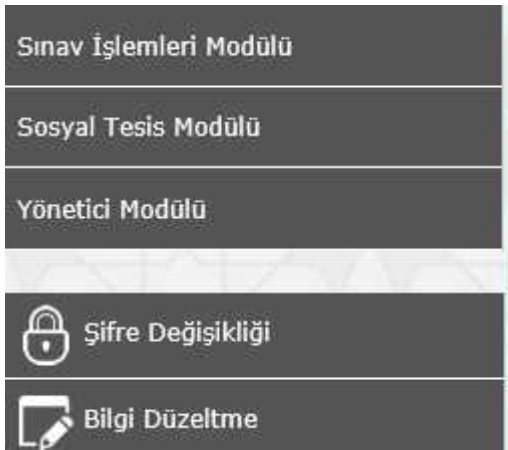 Sınav İşlemleri Modülü
Sosyal Tesis Modülü
Yönetici Modülü
Şifre Değişikliği
Bilgi Düzeltme